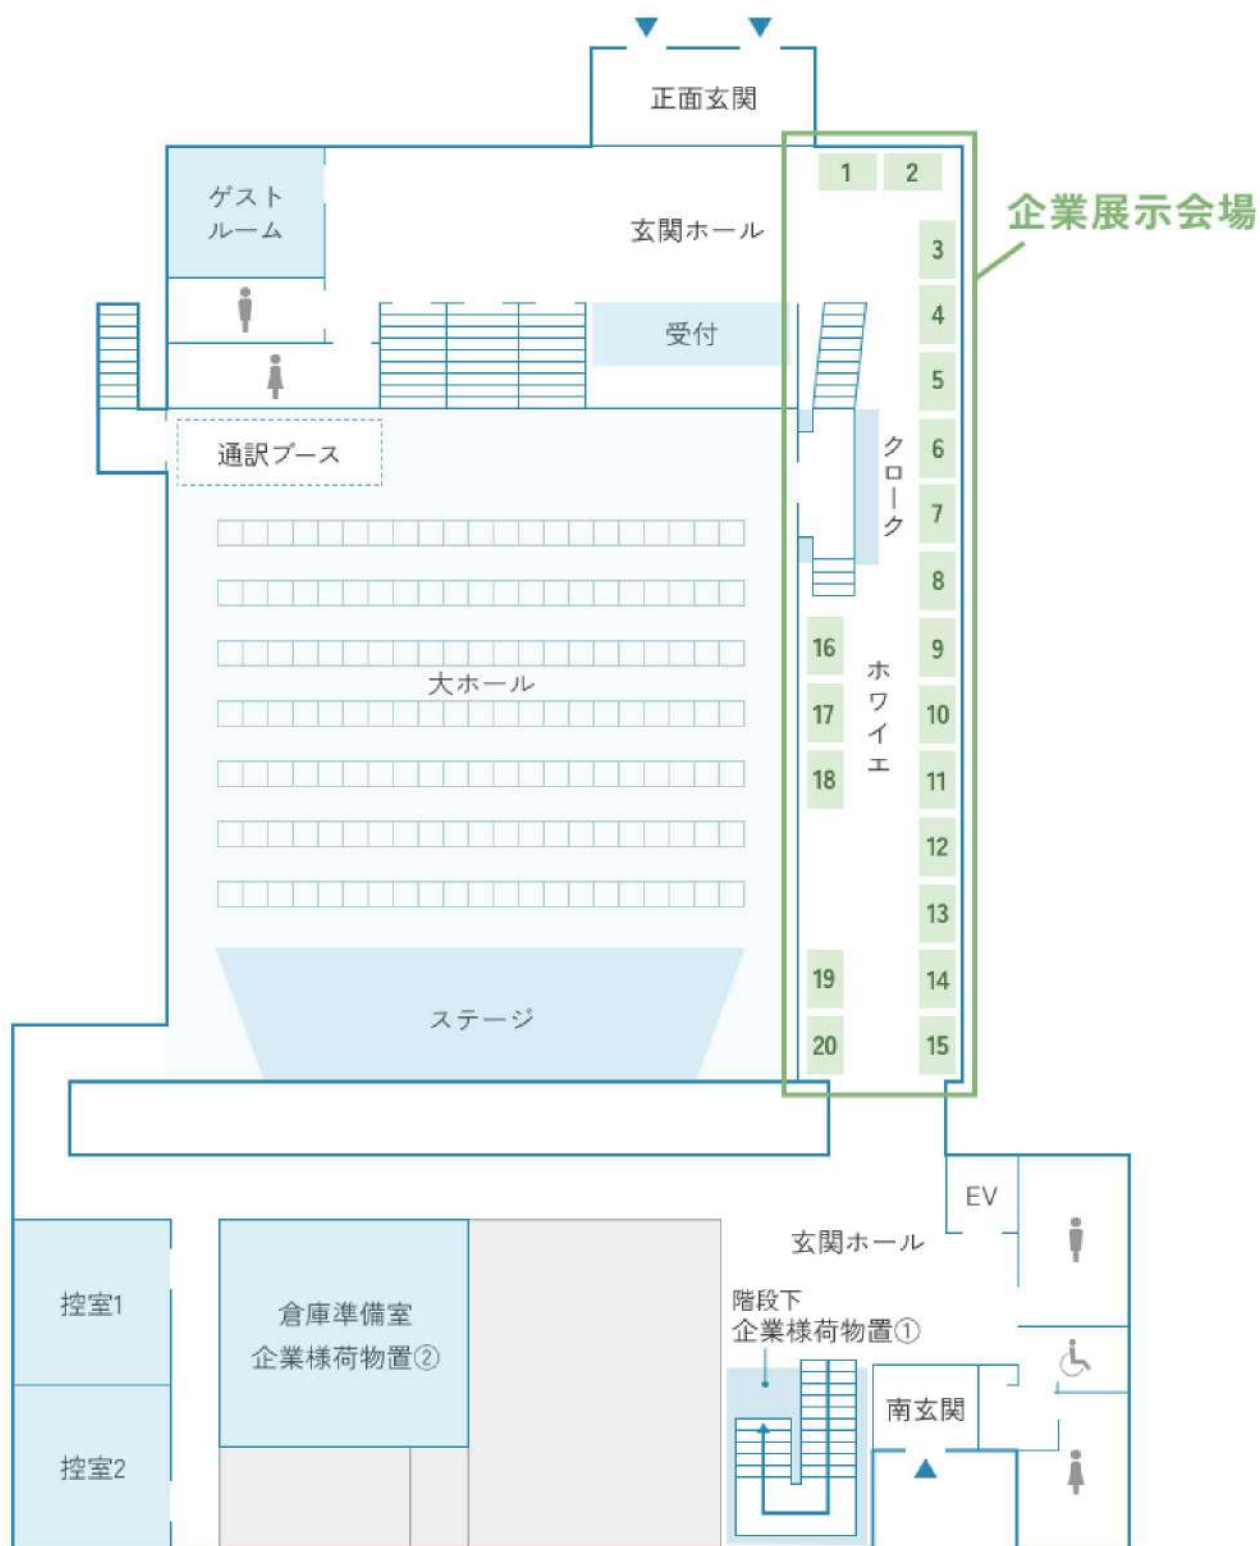 正面玄関
1
2
企業展示会場
ゲスト
ルーム
玄関ホール
3
4
受付
5
通訳ブース
クローク
6
7
8
16
9
大ホール
ホワイエ
17
10
18
11
12
13
19
14
ステージ
20
15
EV
玄関ホール
控室1
倉庫準備室
企業様荷物置②
階段下
企業様荷物置①
南玄関
控室2